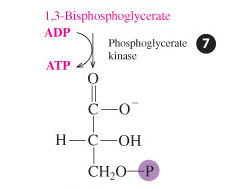 1,3-Bisphosphoglycerate
ADP
Phosphoglycerate
kinase
7
ATP
O
C—O⁻
H—C—OH
CH₂O—P